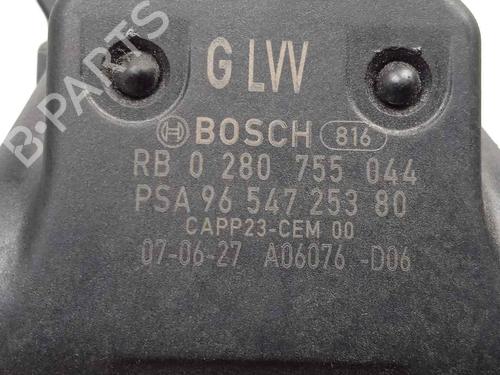 G LVV
BOSCH 816
RB 0 280 755 044
PSA 96 547 253 80
CAPP23-CEM 00
07-06-27 A06076 -D06
B-PARTS